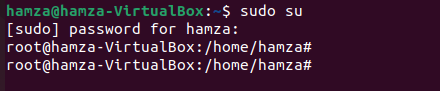 hamza@hamza-VirtualBox:~$ sudo su
[sudo] password for hamza:
root@hamza-VirtualBox:/home/hamza#
root@hamza-VirtualBox:/home/hamza#